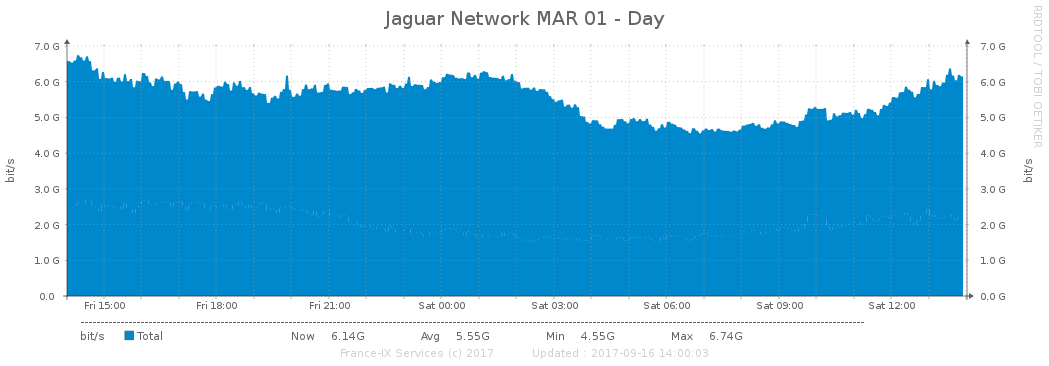 Jaguar Network MAR 01 - Day
RRDTOOL / TOBI OETIKER
bit/s
7.0 G
6.0 G
5.0 G
4.0 G
3.0 G
2.0 G
1.0 G
0.0
7.0 G
6.0 G
5.0 G
4.0 G
3.0 G
2.0 G
1.0 G
0.0 G
bit/s
Fri 15:00 Fri 18:00 Fri 21:00 Sat 00:00 Sat 03:00 Sat 06:00 Sat 09:00 Sat 12:00
bit/s Total Now 6.14G Avg 5.55G Min 4.55G Max 6.74G
France-IX Services (c) 2017 Updated : 2017-09-16 14:00:03